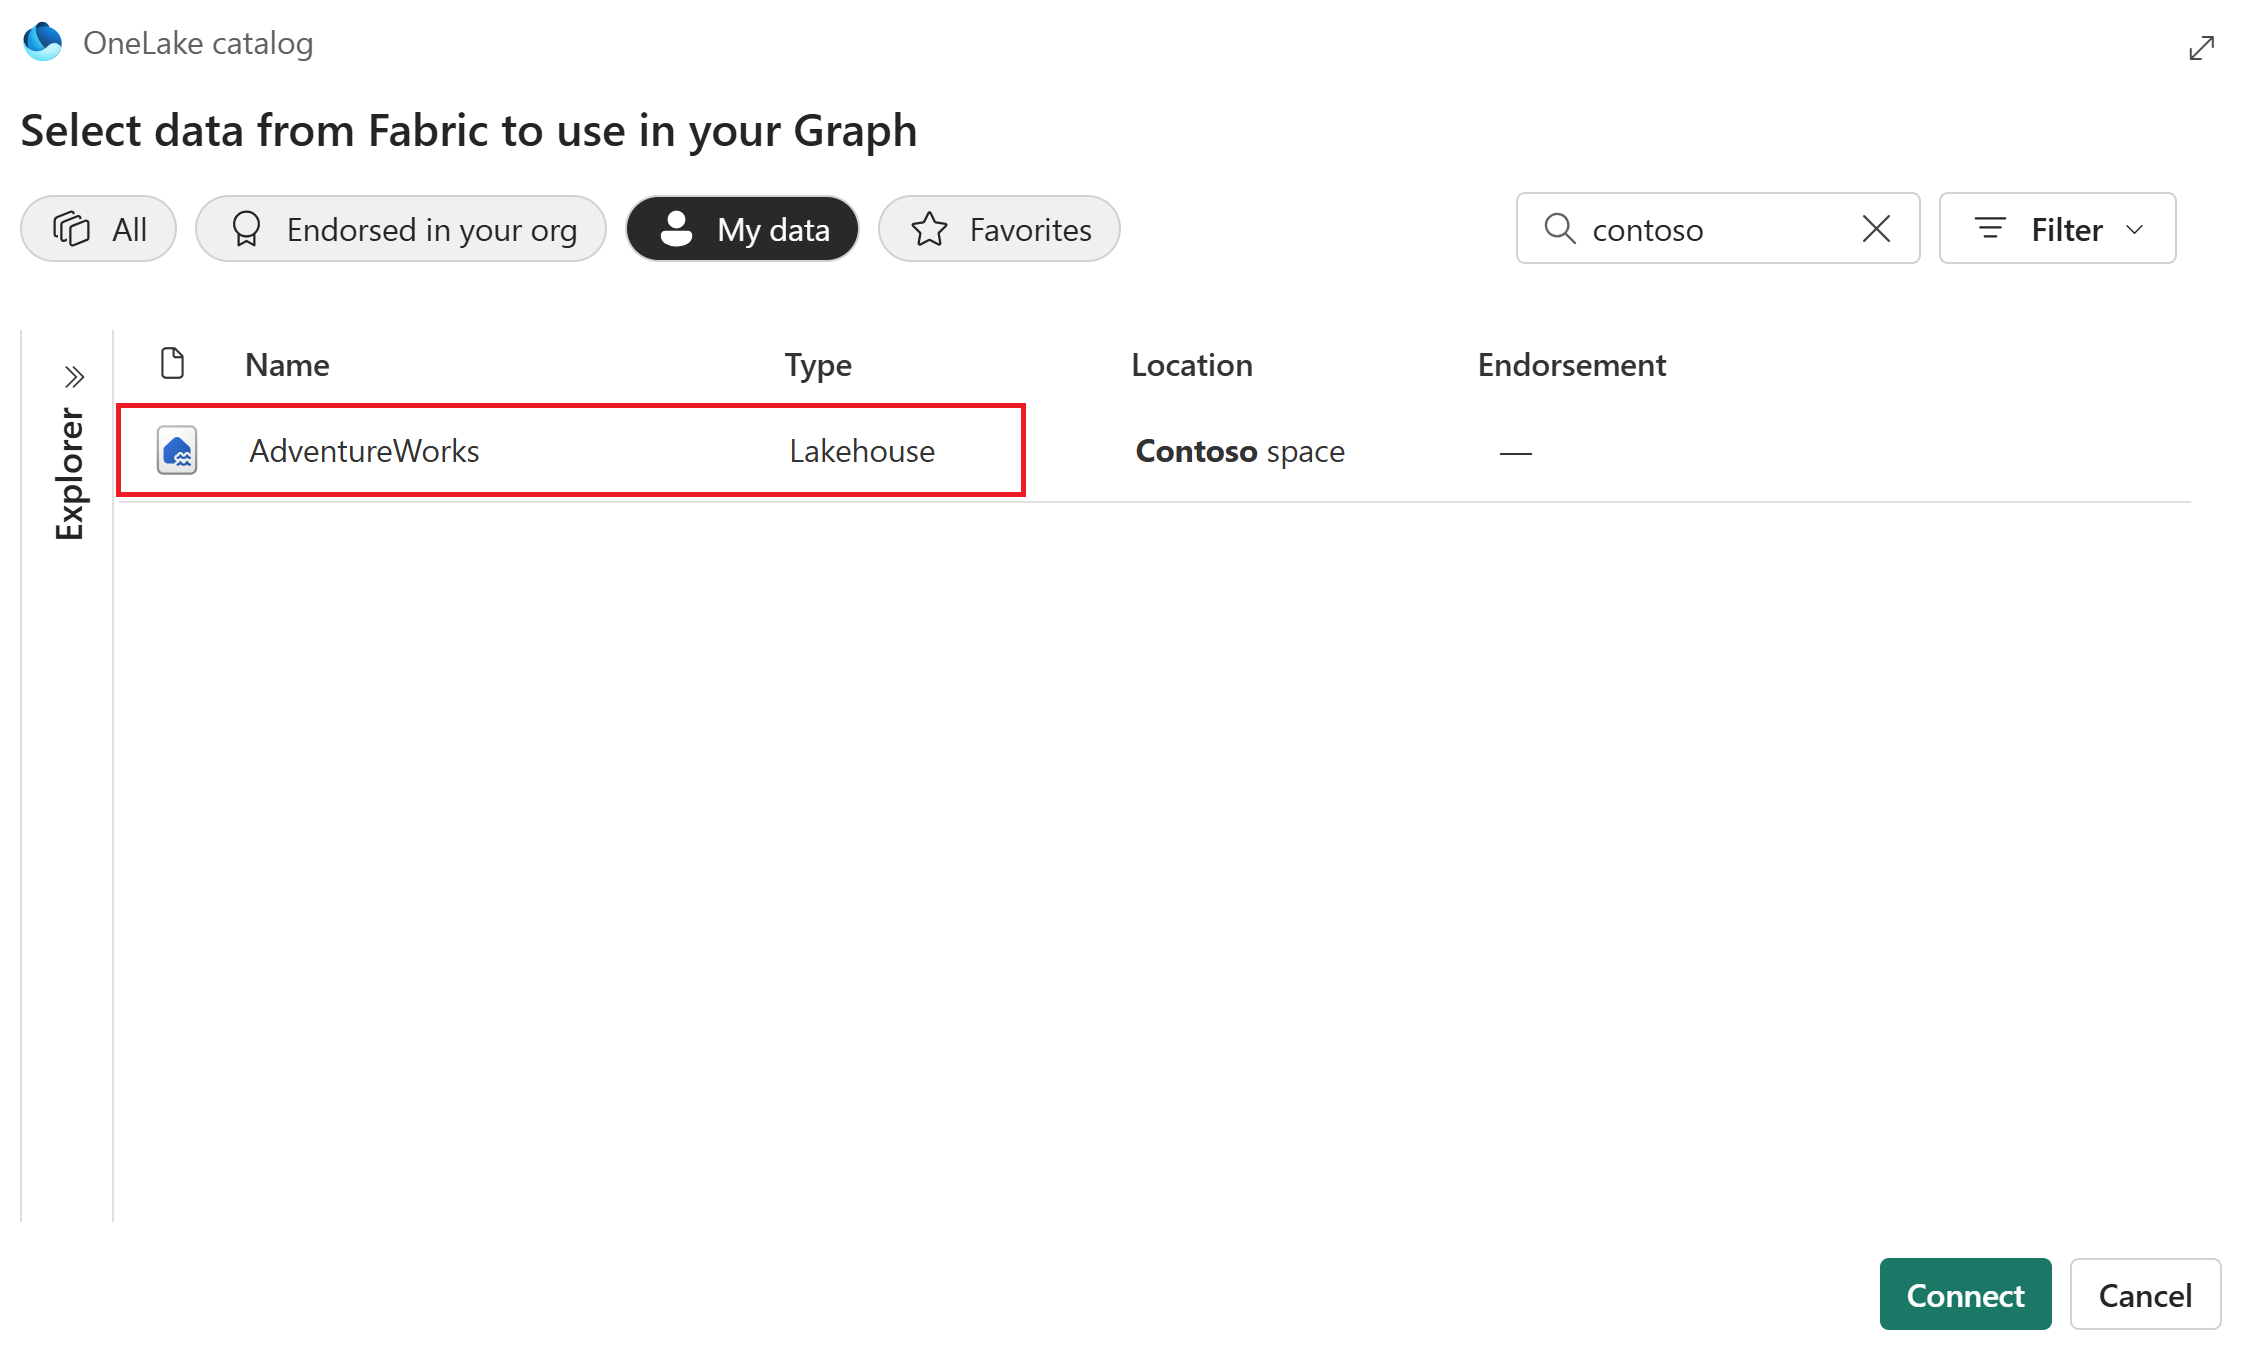 OneLake catalog
Select data from Fabric to use in your Graph
All Endorsed in your org My data Favorites contoso Filter
Explorer
Name Type Location Endorsement
AdventureWorks Lakehouse Contoso space —
Connect Cancel